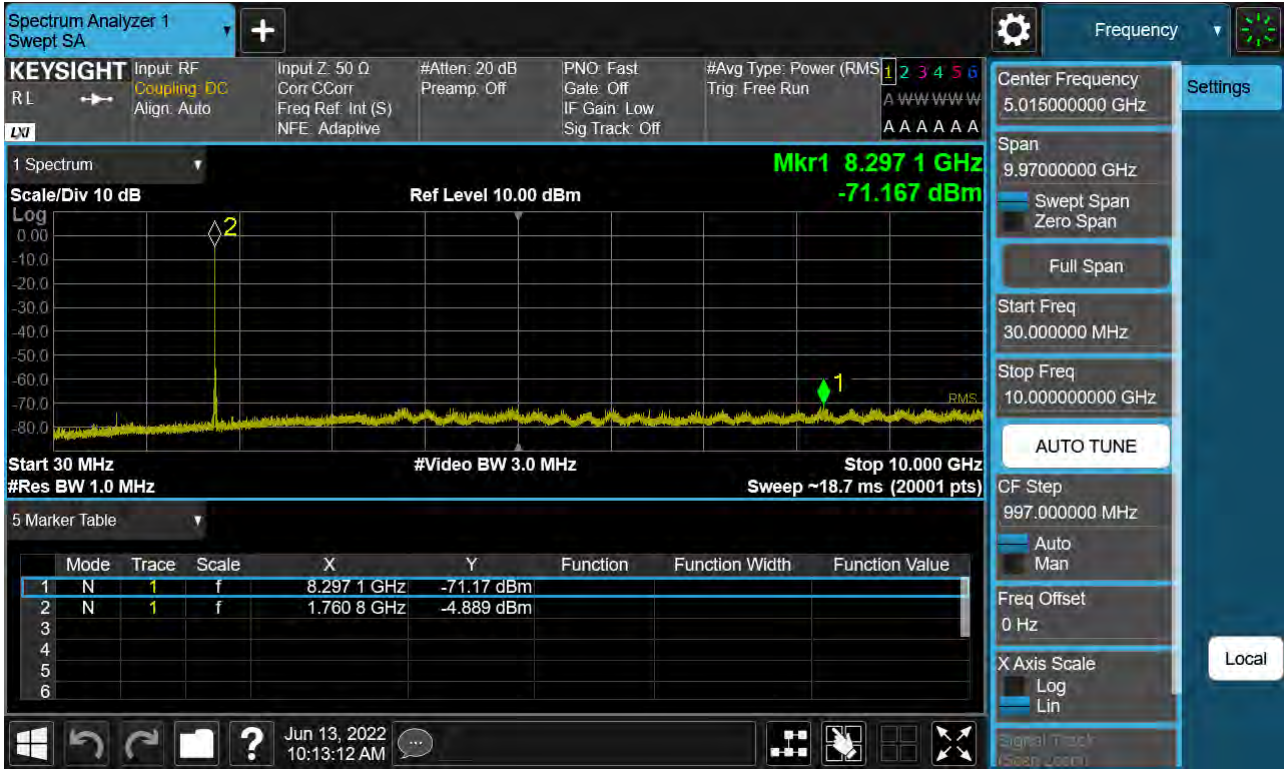 Spectrum Analyzer 1
Swept SA
Frequency
KEYSIGHT
R L
LXI
Input: RF
Coupling: DC
Align: Auto
Input Z: 50 Ω
Corr CCorr
Freq Ref: Int (S)
NFE: Adaptive
#Atten: 20 dB
Preamp: Off
PNO: Fast
Gate: Off
IF Gain: Low
Sig Track: Off
#Avg Type: Power (RMS
Trig: Free Run
1 2 3 4 5 6
A W W W W W
A A A A A A
1 Spectrum
Scale/Div 10 dB
Ref Level 10.00 dBm
Mkr1 8.297 1 GHz
-71.167 dBm
Log
0.00
-10.0
-20.0
-30.0
-40.0
-50.0
-60.0
-70.0
-80.0
2
1
RMS
Start 30 MHz
#Video BW 3.0 MHz
Stop 10.000 GHz
#Res BW 1.0 MHz
Sweep ~18.7 ms (20001 pts)
5 Marker Table
Mode Trace Scale X Y Function Function Width Function Value
1 N 1 f 8.297 1 GHz -71.17 dBm
2 N 1 f 1.760 8 GHz -4.889 dBm
3
4
5
6
Jun 13, 2022
10:13:12 AM
Center Frequency
5.015000000 GHz
Span
9.97000000 GHz
Swept Span
Zero Span
Full Span
Start Freq
30.000000 MHz
Stop Freq
10.000000000 GHz
AUTO TUNE
CF Step
997.000000 MHz
Auto
Man
Freq Offset
0 Hz
X Axis Scale
Log
Lin
Signal Track
(Span Zoom)
Settings
Local